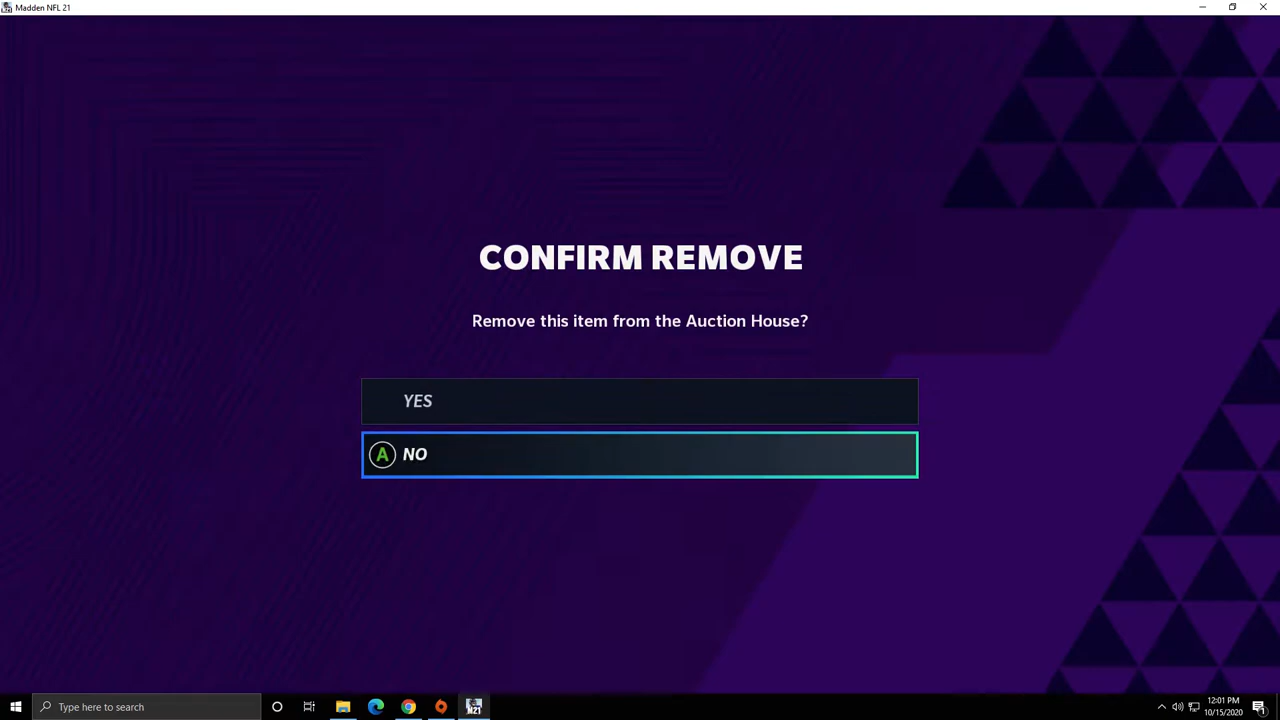 Madden NFL 21
CONFIRM REMOVE
Remove this item from the Auction House?
YES
A NO
Type here to search
12:01 PM
10/15/2020